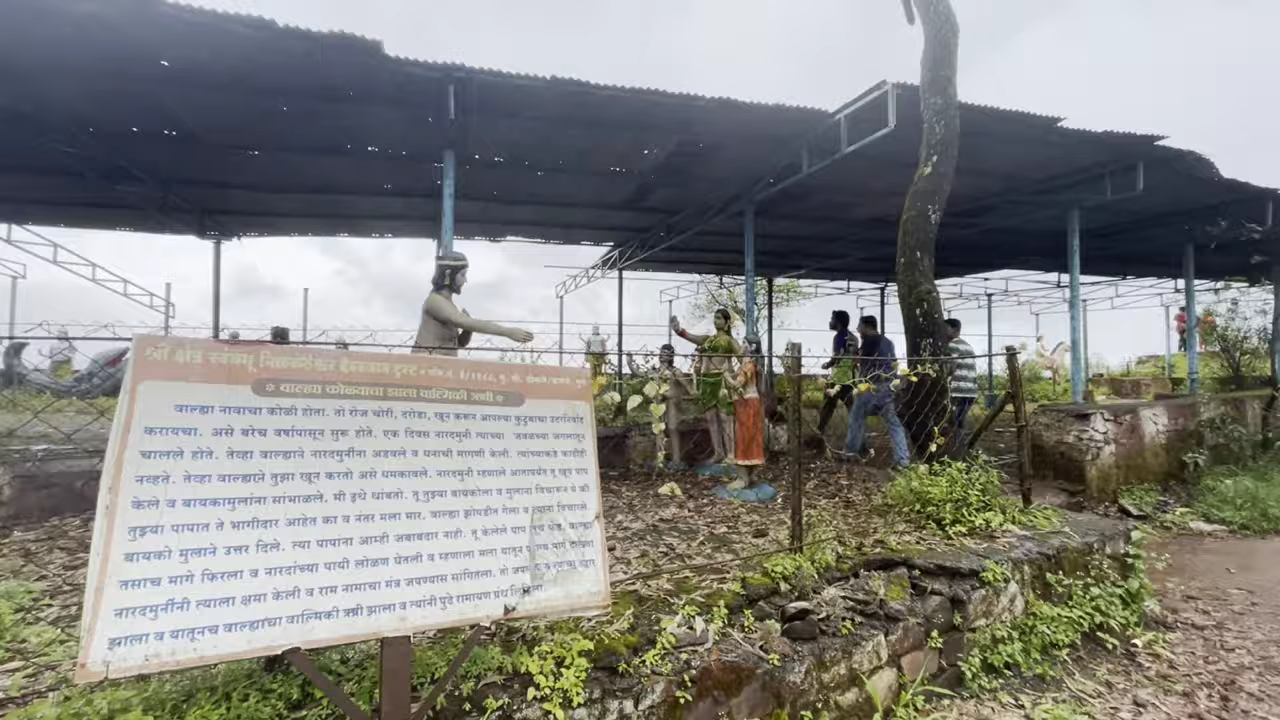 श्री क्षेत्र स्वयंभू तिळसेश्वर देवस्थान ट्रस्ट
* वाल्ह्या कोळ्याचा झाला वाल्मिकी ऋषी *
वाल्ह्या नावाचा कोळी होता. तो रोज चोरी, दरोडा, खून करून आपल्या कुटुंबाचा उदरनिर्वाह
करायचा. असे बरेच वर्षापासून सुरू होते. एक दिवस नारदमुनी त्याच्या जवळच्या जंगलातून
चालले होते. तेव्हा वाल्ह्याने नारदमुनींना अडवले व धनाची मागणी केली. त्यांच्याकडे काहीही
नव्हते. तेव्हा वाल्ह्याने तुझा खून करतो असे धमकावले. नारदमुनी म्हणाले आतापर्यंत तू खूप पाप
केले व बायकामुलांना सांभाळले. मी इथे थांबतो. तू तुझ्या बायकोला व मुलांना विचारून ये की
तुझ्या पापात ते भागीदार आहेत का व नंतर मला मार. वाल्ह्या झोपडीत गेला व त्यांना विचारले.
बायको मुलाने उत्तर दिले. त्या पापांना आम्ही जबाबदार नाही. तू केलेले पाप तूच फेड. वाल्ह्या
तसाच मागे फिरला व नारदांच्या पायी लोळण घेतली व म्हणाला मला यातून
नारदमुनींनी त्याला क्षमा केली व राम नामाचा मंत्र जपण्यास सांगितला. तो
झाला व यातूनच वाल्ह्याचा वाल्मिकी ऋषी झाला व त्यांनी पुढे रामायण ग्रंथ लिहिला